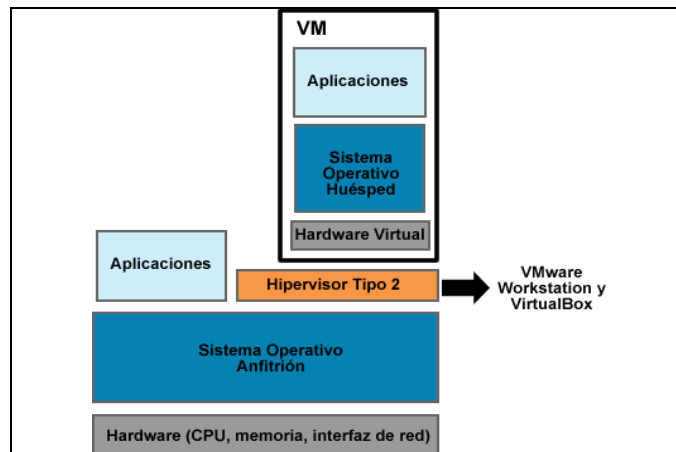 VM
Aplicaciones
Sistema
Operativo
Huésped
Hardware Virtual
Aplicaciones
Hipervisor Tipo 2
VMware
Workstation y
VirtualBox
Sistema Operativo
Anfitrión
Hardware (CPU, memoria, interfaz de red)